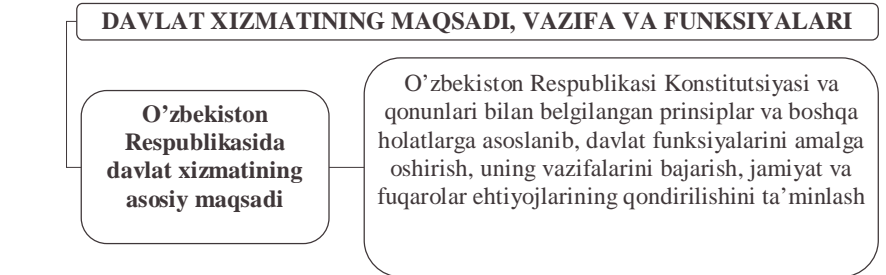 DAVLAT XIZMATINING MAQSADI, VAZIFA VA FUNKSIYALARI
O’zbekiston
Respublikasida
davlat xizmatining
asosiy maqsadi
O’zbekiston Respublikasi Konstitutsiyasi va
qonunlari bilan belgilangan prinsiplar va boshqa
holatlarga asoslanib, davlat funksiyalarini amalga
oshirish, uning vazifalarini bajarish, jamiyat va
fuqarolar ehtiyojlarining qondirilishini ta’minlash